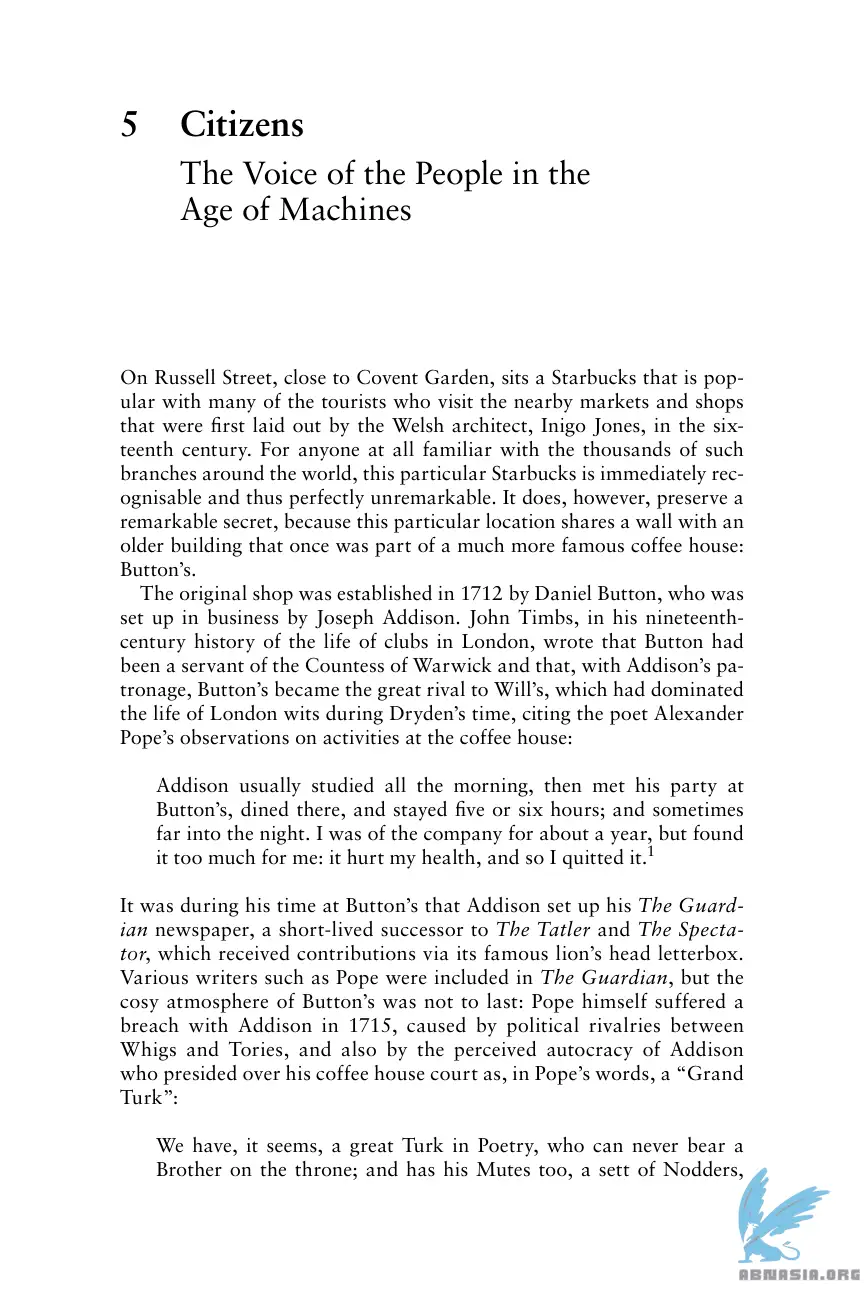 5 Citizens
The Voice of the People in the
Age of Machines
On Russell Street, close to Covent Garden, sits a Starbucks that is pop-
ular with many of the tourists who visit the nearby markets and shops
that were first laid out by the Welsh architect, Inigo Jones, in the six-
teenth century. For anyone at all familiar with the thousands of such
branches around the world, this particular Starbucks is immediately rec-
ognisable and thus perfectly unremarkable. It does, however, preserve a
remarkable secret, because this particular location shares a wall with an
older building that once was part of a much more famous coffee house:
Button’s.
The original shop was established in 1712 by Daniel Button, who was
set up in business by Joseph Addison. John Timbs, in his nineteenth-
century history of the life of clubs in London, wrote that Button had
been a servant of the Countess of Warwick and that, with Addison’s pa-
tronage, Button’s became the great rival to Will’s, which had dominated
the life of London wits during Dryden’s time, citing the poet Alexander
Pope’s observations on activities at the coffee house:
Addison usually studied all the morning, then met his party at
Button’s, dined there, and stayed five or six hours; and sometimes
far into the night. I was of the company for about a year, but found
it too much for me: it hurt my health, and so I quitted it.1
It was during his time at Button’s that Addison set up his The Guard-
ian newspaper, a short-lived successor to The Tatler and The Specta-
tor, which received contributions via its famous lion’s head letterbox.
Various writers such as Pope were included in The Guardian, but the
cosy atmosphere of Button’s was not to last: Pope himself suffered a
breach with Addison in 1715, caused by political rivalries between
Whigs and Tories, and also by the perceived autocracy of Addison
who presided over his coffee house court as, in Pope’s words, a “Grand
Turk”:
We have, it seems, a great Turk in Poetry, who can never bear a
Brother on the throne; and has his Mutes too, a sett of Nodders,
ABNASIA.ORG